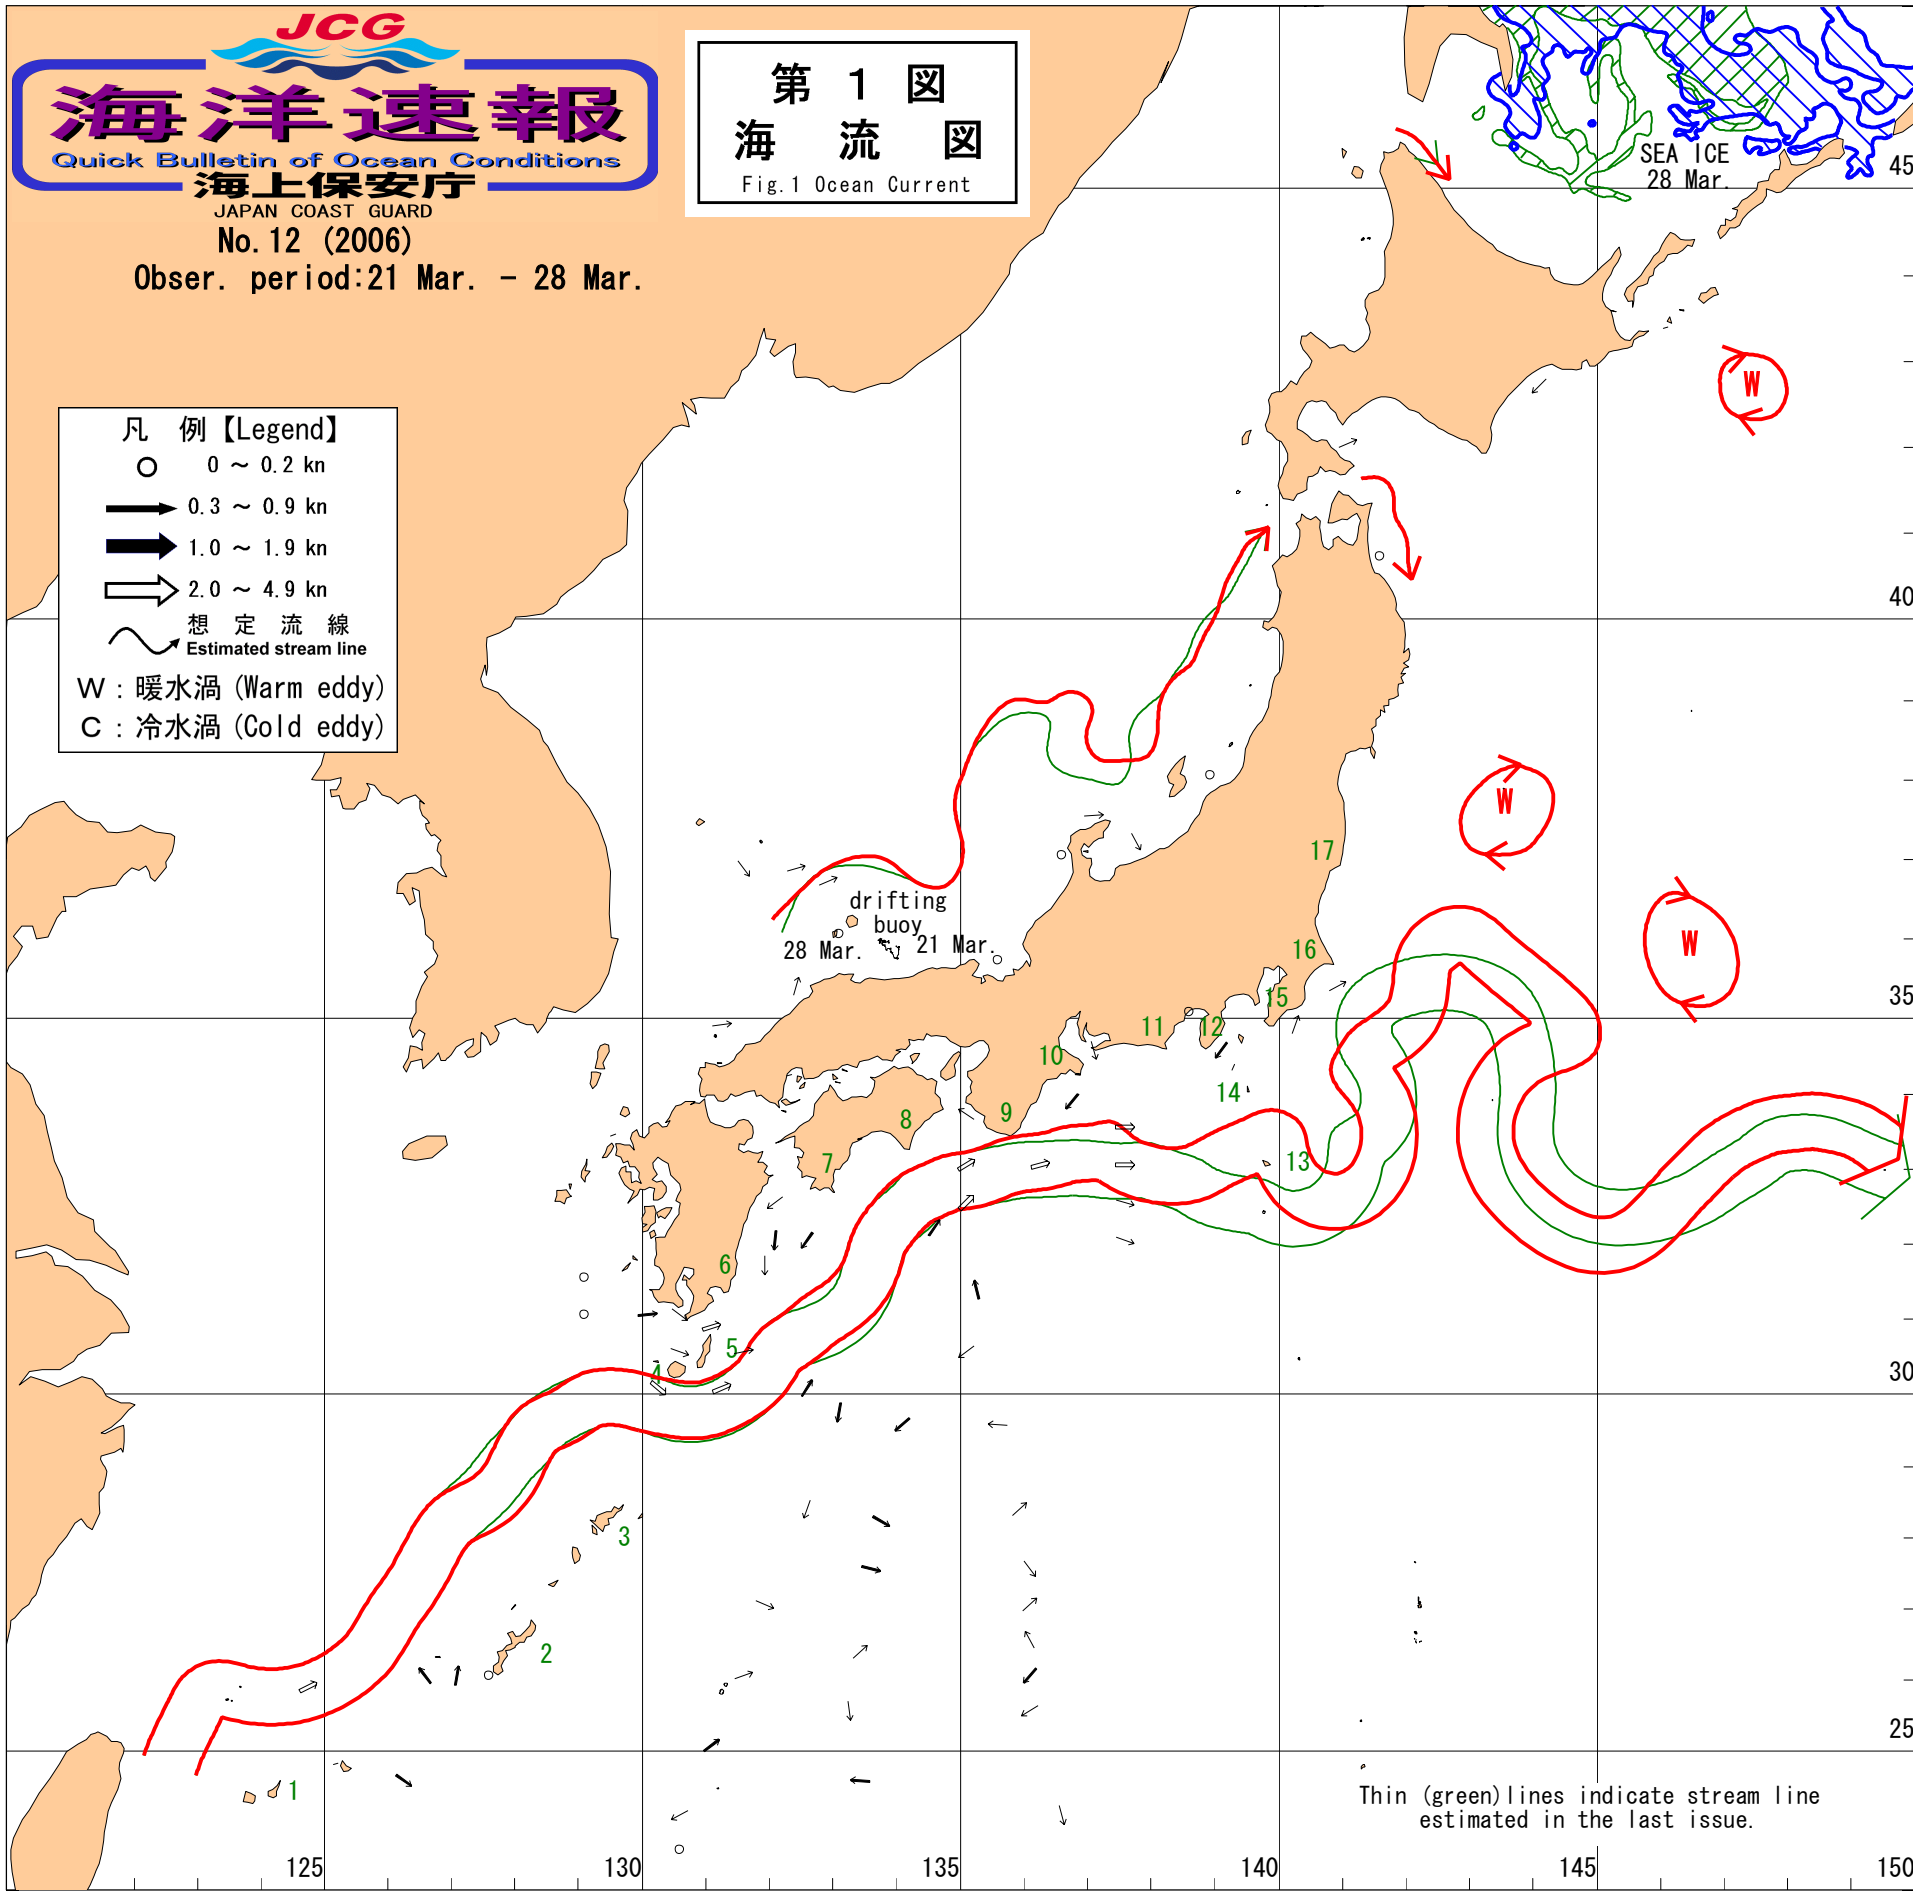 JCG
海洋速報
Quick Bulletin of Ocean Conditions
海上保安庁
JAPAN COAST GUARD
No.12 (2006)
Obser. period:21 Mar. - 28 Mar.
第 1 図
海 流 図
Fig.1 Ocean Current
凡 例【Legend】
0 ～ 0.2 kn
0.3 ～ 0.9 kn
1.0 ～ 1.9 kn
2.0 ～ 4.9 kn
想 定 流 線
Estimated stream line
W : 暖水渦 (Warm eddy)
C : 冷水渦 (Cold eddy)
SEA ICE
28 Mar.
45
W
40
W
17
drifting
buoy
28 Mar.
21 Mar.
16
W
15
35
12
11
10
14
9
8
7
13
6
5
4
30
3
2
25
1
Thin (green)lines indicate stream line
estimated in the last issue.
125
130
135
140
145
150